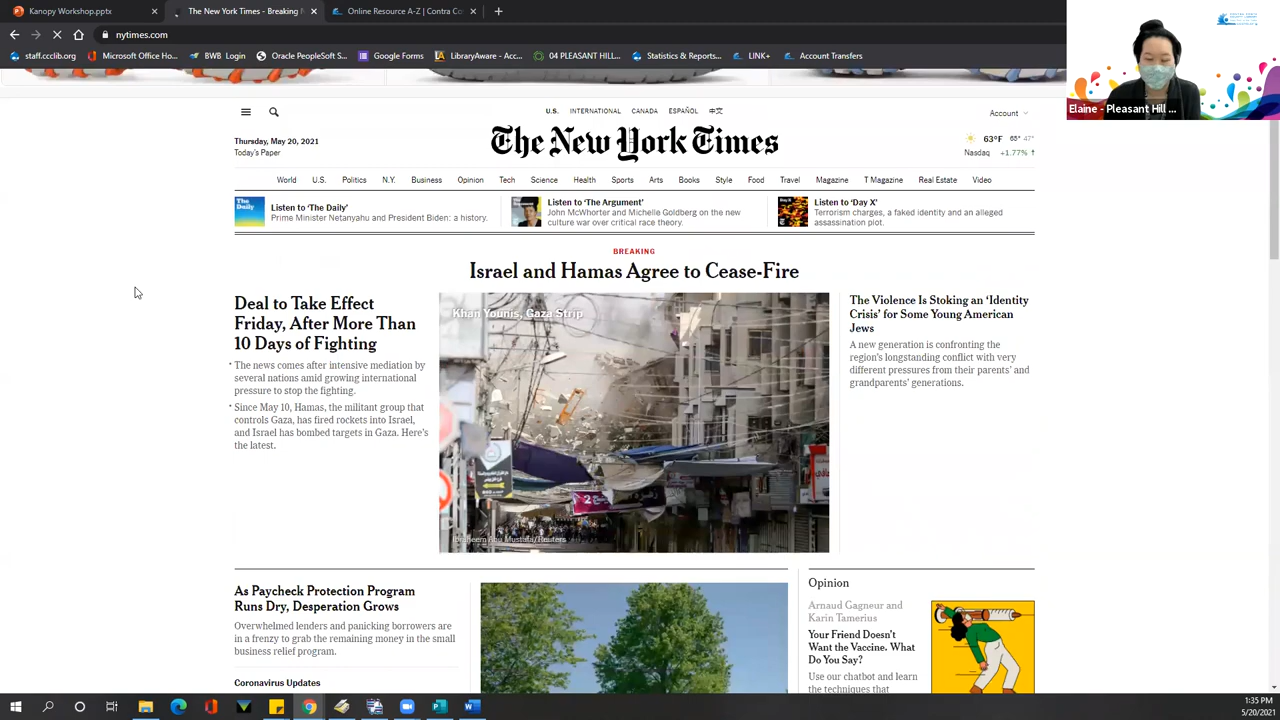 Kanopy Workshop.pptx
The New York Times - Breaking
Online Resource A-Z | Contra Co
nytimes.com
staff.ccclib.org
Microsoft Office Ho...
BWB Login
Oracle PeopleSoft S...
Google Forms
04 PLEASANT HILL...
Statistics & Reports...
LINK+
Account Transfers
Elaine - Pleasant Hill ...
U.S. INTERNATIONAL CANADA ESPAÑOL 中文
Account
Thursday, May 20, 2021
Today's Paper
The New York Times
63°F 65° 47°
Nasdaq +1.77% ↑
World U.S. Politics N.Y. Business Opinion Tech Science Health Sports Arts Books Style Food Travel Magazine T Magazine Real Estate Video
The
Daily
Listen to 'The Daily'
Prime Minister Netanyahu and President Biden: a history.
Listen to 'The Argument'
John McWhorter and Michelle Goldberg on the new
culture war over critical race theory.
Listen to 'Day X'
Terrorism charges, a faked identity and an alleged
assassination plot.
BREAKING
Israel and Hamas Agree to Cease-Fire
Deal to Take Effect
Friday, After More Than
10 Days of Fighting
• The news comes after intensive mediation by
several nations amid growing international
pressure to stop the fighting.
• Since May 10, Hamas, the militant group that
controls Gaza, has fired rockets into Israel,
and Israel has bombed targets in Gaza. Here's
the latest.
Khan Younis, Gaza Strip
Ibraheem Abu Mustafa/Reuters
The Violence Is Stoking an 'Identity
Crisis' for Some Young American
Jews
A new generation is confronting the
region's longstanding conflict with very
different pressures from their parents' and
grandparents' generations.
As Paycheck Protection Program
Runs Dry, Desperation Grows
Overwhelmed lenders and panicking borrowers are
in a frenzy to grab the remaining money in the small
business relief program.
Coronavirus Updates
Opinion
Arnaud Gagneur and
Karin Tamerius
Your Friend Doesn't
Want the Vaccine. What
Do You Say?
Use our chatbot and learn
the techniques that
1:35 PM
5/20/2021